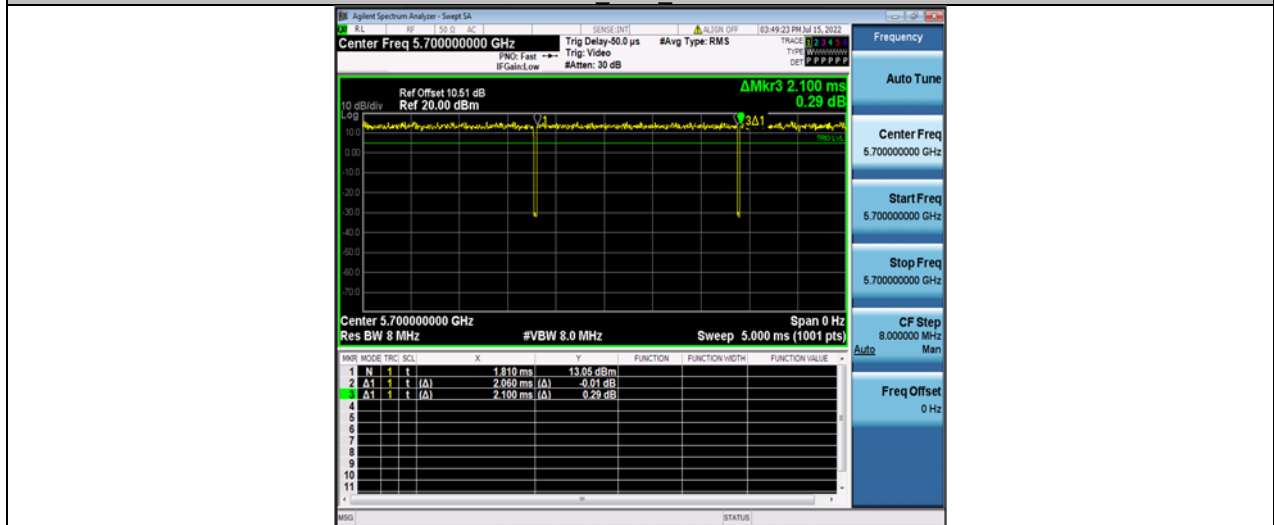 Agilent Spectrum Analyzer - Swept SA
RL RF 50 Ω AC SENSE:INT ALIGN OFF 03:49:23 PM Jul 15, 2022
Center Freq 5.700000000 GHz
PNO: Fast
IFGain:Low
Trig Delay-50.0 µs
Trig: Video
#Atten: 30 dB
#Avg Type: RMS
TRACE 1 2 3 4 5 6
TYPE WWWWWW
DET P P P P P P
Frequency
Auto Tune
Center Freq
5.700000000 GHz
Start Freq
5.700000000 GHz
Stop Freq
5.700000000 GHz
CF Step
8.000000 MHz
Auto Man
Freq Offset
0 Hz
ΔMkr3 2.100 ms
0.29 dB
Ref Offset 10.51 dB
10 dB/div Ref 20.00 dBm
Log
10.0
0.00
-10.0
-20.0
-30.0
-40.0
-50.0
-60.0
-70.0
1
3Δ1
TRIG LVL
Center 5.700000000 GHz Span 0 Hz
Res BW 8 MHz #VBW 8.0 MHz Sweep 5.000 ms (1001 pts)
MKR MODE TRC SCL X Y FUNCTION FUNCTION WIDTH FUNCTION VALUE
1 N 1 t 1.810 ms 13.05 dBm
2 Δ1 1 t (Δ) 2.060 ms (Δ) -0.01 dB
3 Δ1 1 t (Δ) 2.100 ms (Δ) 0.29 dB
4
5
6
7
8
9
10
11
MSG STATUS